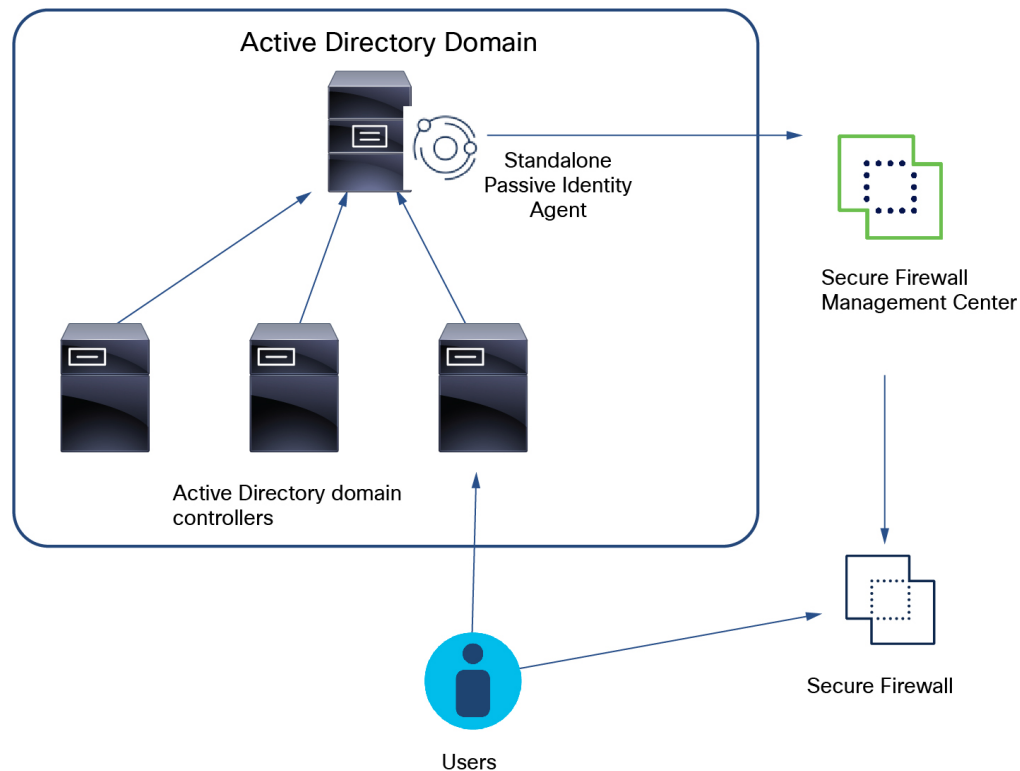 Active Directory Domain
Standalone
Passive Identity
Agent
Secure Firewall
Management Center
Active Directory domain
controllers
Secure Firewall
Users